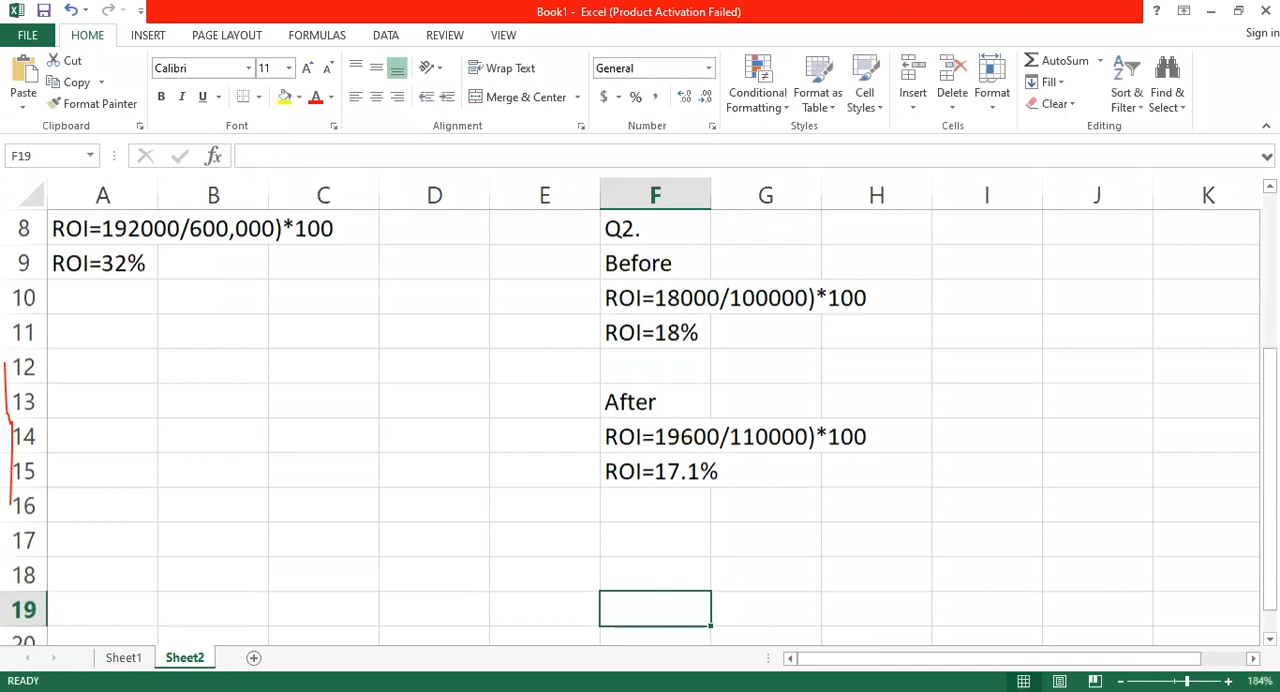 Book1 - Excel (Product Activation Failed)
?
FILE HOME INSERT PAGE LAYOUT FORMULAS DATA REVIEW VIEW Sign in
Paste
Cut
Copy
Format Painter
Clipboard
Calibri 11
B I U
Font
Wrap Text
Merge & Center
Alignment
General
$ % ,
Number
Conditional Formatting
Format as Table
Cell Styles
Styles
Insert Delete Format
Cells
AutoSum
Fill
Clear
Sort & Filter
Find & Select
Editing
F19
fx
A B C D E F G H I J K
8 ROI=192000/600,000)*100 Q2.
9 ROI=32% Before
10 ROI=18000/100000)*100
11 ROI=18%
12
13 After
14 ROI=19600/110000)*100
15 ROI=17.1%
16
17
18
19
20
Sheet1 Sheet2
READY 184%